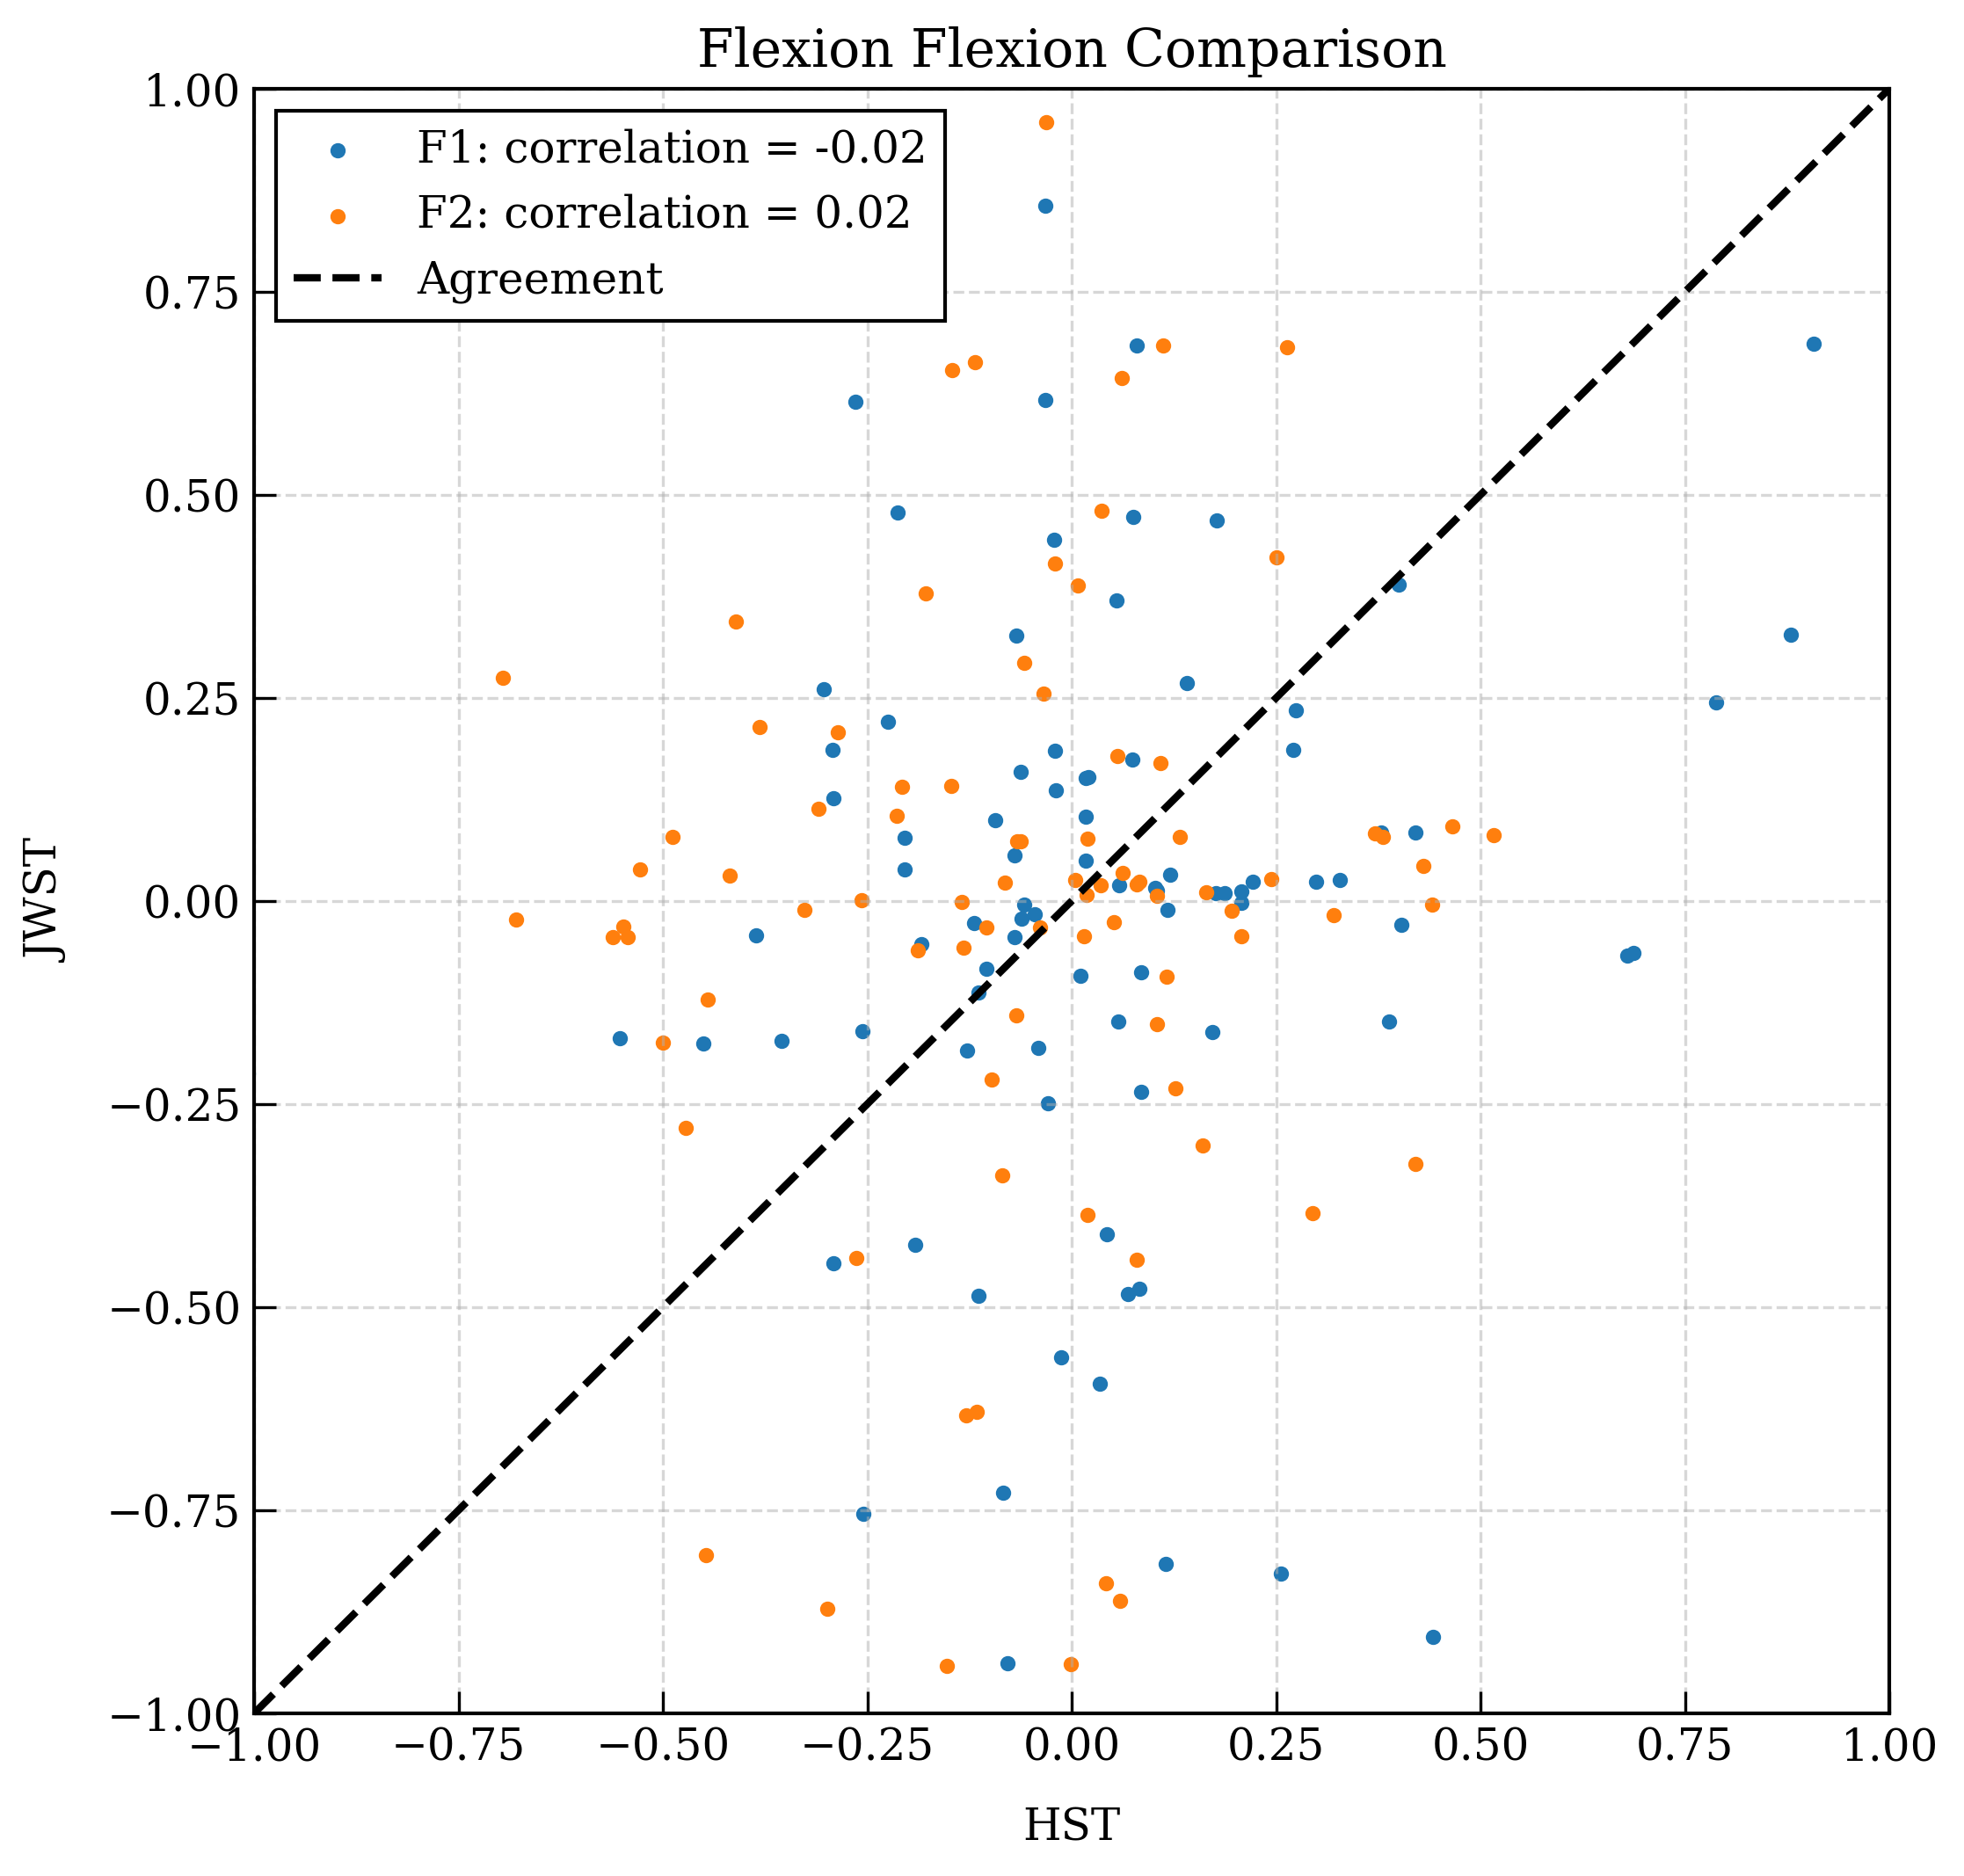 Flexion Flexion Comparison
F1: correlation = -0.02
F2: correlation = 0.02
Agreement
1.00
0.75
0.50
0.25
0.00
−0.25
−0.50
−0.75
−1.00
JWST
−1.00 −0.75 −0.50 −0.25 0.00 0.25 0.50 0.75 1.00
HST